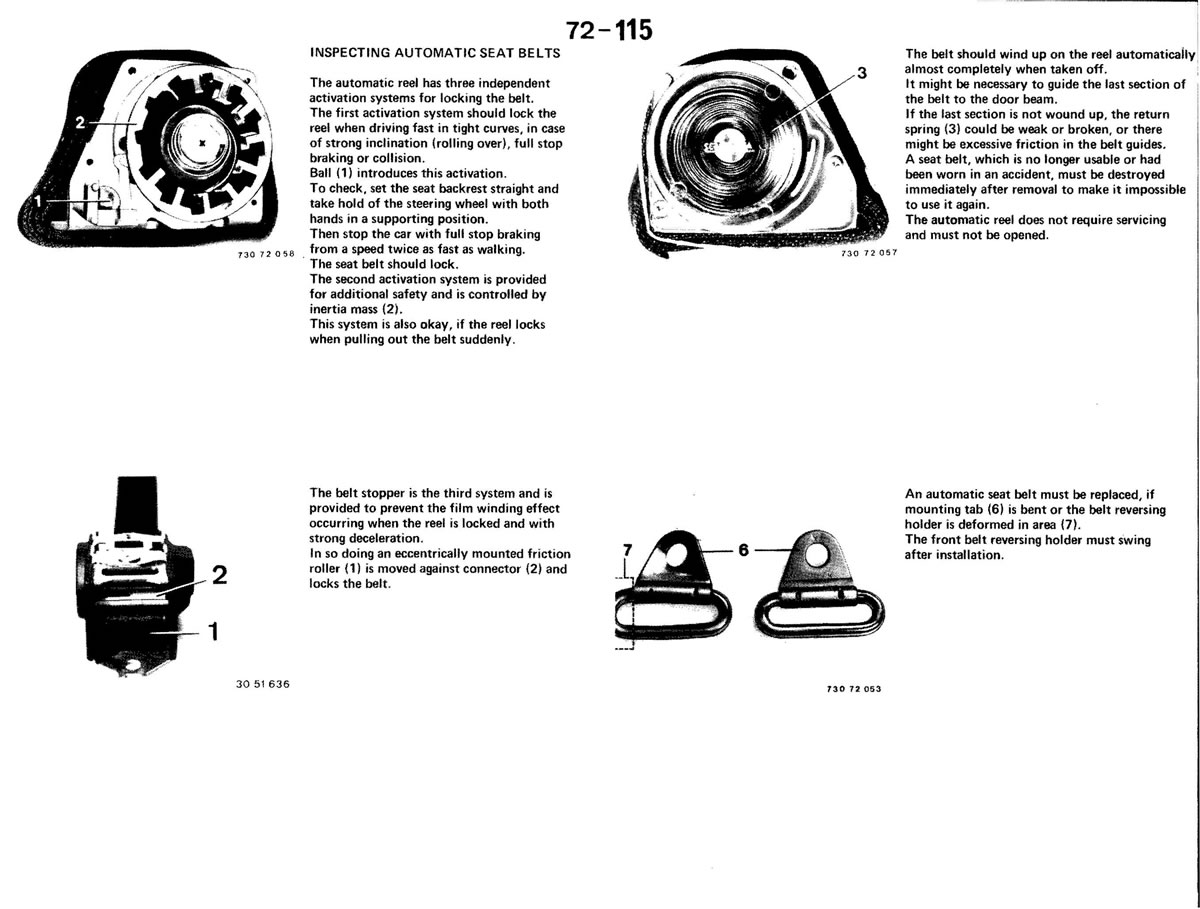 72-115
INSPECTING AUTOMATIC SEAT BELTS
The automatic reel has three independent
activation systems for locking the belt.
The first activation system should lock the
reel when driving fast in tight curves, in case
of strong inclination (rolling over), full stop
braking or collision.
Ball (1) introduces this activation.
To check, set the seat backrest straight and
take hold of the steering wheel with both
hands in a supporting position.
Then stop the car with full stop braking
from a speed twice as fast as walking.
The seat belt should lock.
The second activation system is provided
for additional safety and is controlled by
inertia mass (2).
This system is also okay, if the reel locks
when pulling out the belt suddenly.
2
1
730 72 058
The belt should wind up on the reel automatically
almost completely when taken off.
It might be necessary to guide the last section of
the belt to the door beam.
If the last section is not wound up, the return
spring (3) could be weak or broken, or there
might be excessive friction in the belt guides.
A seat belt, which is no longer usable or had
been worn in an accident, must be destroyed
immediately after removal to make it impossible
to use it again.
The automatic reel does not require servicing
and must not be opened.
3
730 72 057
The belt stopper is the third system and is
provided to prevent the film winding effect
occurring when the reel is locked and with
strong deceleration.
In so doing an eccentrically mounted friction
roller (1) is moved against connector (2) and
locks the belt.
2
1
30 51 636
An automatic seat belt must be replaced, if
mounting tab (6) is bent or the belt reversing
holder is deformed in area (7).
The front belt reversing holder must swing
after installation.
7
6
730 72 053